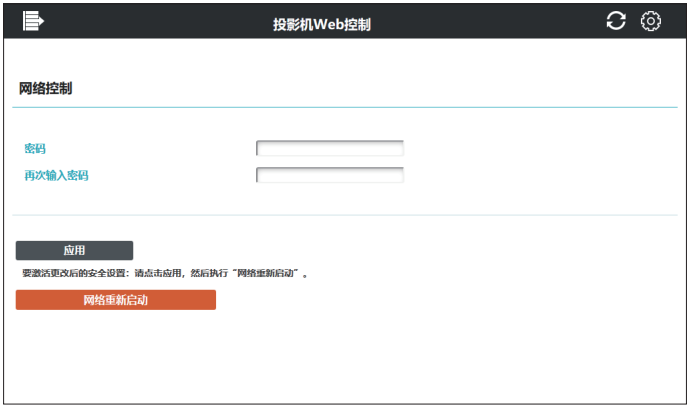 投影机Web控制
网络控制
密码
再次输入密码
应用
要激活更改后的安全设置：请点击应用，然后执行“网络重新启动”。
网络重新启动